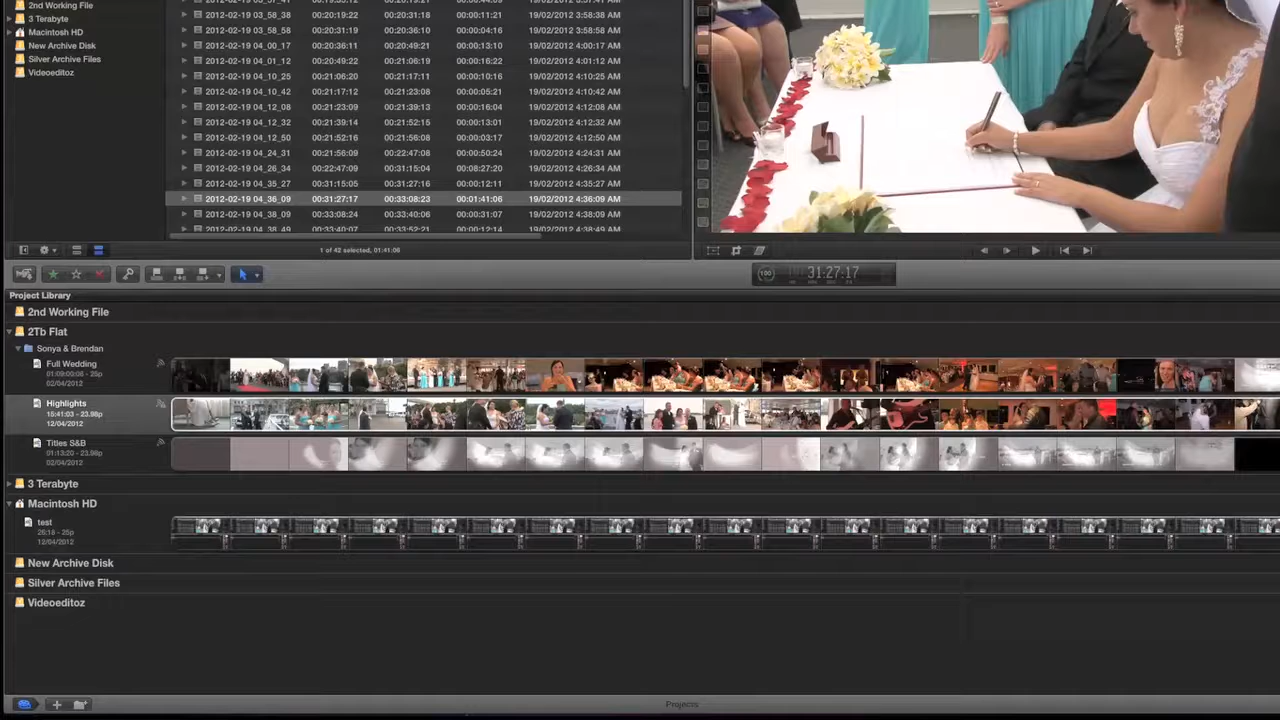 2nd Working File
3 Terabyte
Macintosh HD
New Archive Disk
Silver Archive Files
Videoeditoz
2012-02-19 03_58_38 00:20:19:22 00:20:31:18 00:00:11:21 19/02/2012 3:58:38 AM
2012-02-19 03_58_58 00:20:31:19 00:20:36:10 00:00:04:16 19/02/2012 3:58:58 AM
2012-02-19 04_00_17 00:20:36:11 00:20:49:21 00:00:13:10 19/02/2012 4:00:17 AM
2012-02-19 04_01_12 00:20:49:22 00:21:06:19 00:00:16:22 19/02/2012 4:01:12 AM
2012-02-19 04_10_25 00:21:06:20 00:21:17:11 00:00:10:16 19/02/2012 4:10:25 AM
2012-02-19 04_10_42 00:21:17:12 00:21:23:08 00:00:05:21 19/02/2012 4:10:42 AM
2012-02-19 04_12_08 00:21:23:09 00:21:39:13 00:00:16:04 19/02/2012 4:12:08 AM
2012-02-19 04_12_32 00:21:39:14 00:21:52:15 00:00:13:01 19/02/2012 4:12:32 AM
2012-02-19 04_12_50 00:21:52:16 00:21:56:08 00:00:03:17 19/02/2012 4:12:50 AM
2012-02-19 04_24_31 00:21:56:09 00:22:47:08 00:00:50:24 19/02/2012 4:24:31 AM
2012-02-19 04_26_34 00:22:47:09 00:31:15:04 00:08:27:20 19/02/2012 4:26:34 AM
2012-02-19 04_35_27 00:31:15:05 00:31:27:16 00:00:12:11 19/02/2012 4:35:27 AM
2012-02-19 04_36_09 00:31:27:17 00:33:08:23 00:01:41:06 19/02/2012 4:36:09 AM
2012-02-19 04_38_09 00:33:08:24 00:33:40:06 00:00:31:07 19/02/2012 4:38:09 AM
2012-02-19 04_38_49 00:33:40:07 00:33:52:21 00:00:12:14 19/02/2012 4:38:49 AM
1 of 42 selected, 01:41:06
100 31:27:17
Project Library
2nd Working File
2Tb Flat
Sonya & Brendan
Full Wedding
01:09:00:06 - 25p
02/04/2012
Highlights
15:41:03 - 23.98p
12/04/2012
Titles S&B
01:13:20 - 23.98p
02/04/2012
3 Terabyte
Macintosh HD
test
26:18 - 25p
12/04/2012
New Archive Disk
Silver Archive Files
Videoeditoz
Projects